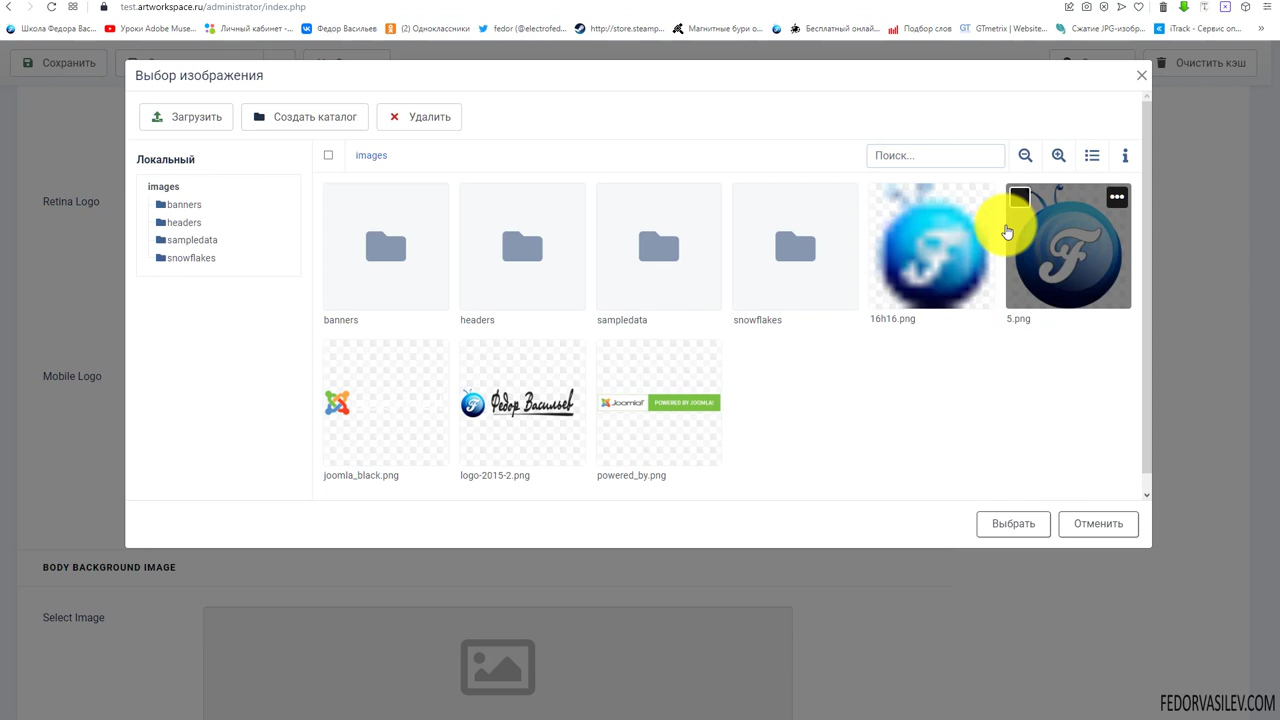 test.artworkspace.ru/administrator/index.php
Школа Федора Вас...
Уроки Adobe Muse...
Личный кабинет -...
Федор Васильев
(2) Одноклассники
fedor (@electrofed...
http://store.steamp...
Магнитные бури о...
Бесплатный онлай...
Подбор слов
GTmetrix | Website...
Сжатие JPG-изобр...
iTrack - Сервис оп...
»
Сохранить
Очистить кэш
Выбор изображения
Загрузить
Создать каталог
Удалить
Локальный
images
Поиск...
images
banners
headers
sampledata
snowflakes
Retina Logo
banners
headers
sampledata
snowflakes
16h16.png
5.png
Mobile Logo
Федор Васильев
Joomla!
POWERED BY JOOMLA!
joomla_black.png
logo-2015-2.png
powered_by.png
Выбрать
Отменить
BODY BACKGROUND IMAGE
Select Image
FEDORVASILEV.COM